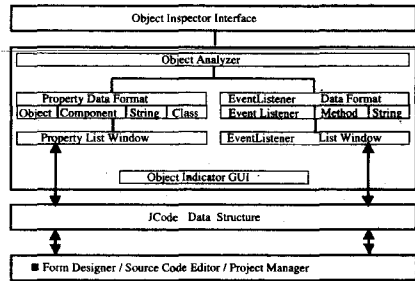 Object Inspector Interface
Object Analyzer
Property Data Format
EventListener Data Format
Object Component String Class
Event Listener Method String
Property List Window
EventListener List Window
Object Indicator GUI
JCode Data Structure
■ Form Designer / Source Code Editor / Project Manager